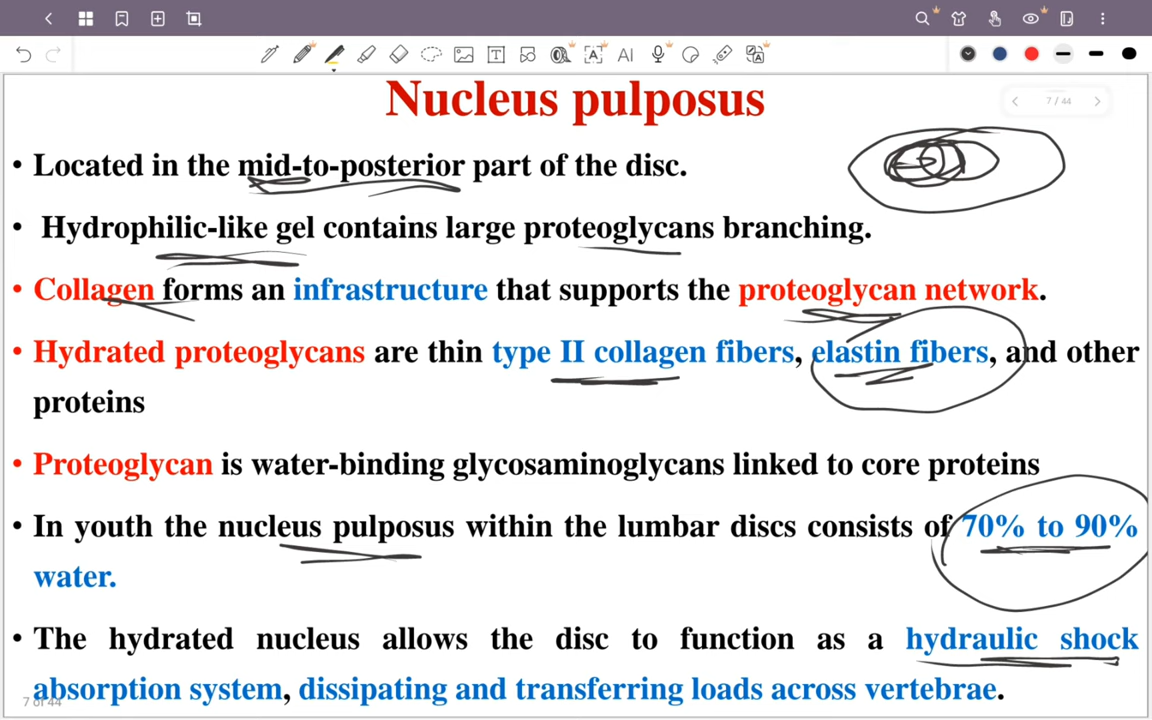 AI
Nucleus pulposus
7 / 44
• Located in the mid-to-posterior part of the disc.
• Hydrophilic-like gel contains large proteoglycans branching.
• Collagen forms an infrastructure that supports the proteoglycan network.
• Hydrated proteoglycans are thin type II collagen fibers, elastin fibers, and other
proteins
• Proteoglycan is water-binding glycosaminoglycans linked to core proteins
• In youth the nucleus pulposus within the lumbar discs consists of 70% to 90%
water.
• The hydrated nucleus allows the disc to function as a hydraulic shock
absorption system, dissipating and transferring loads across vertebrae.
7 of 44